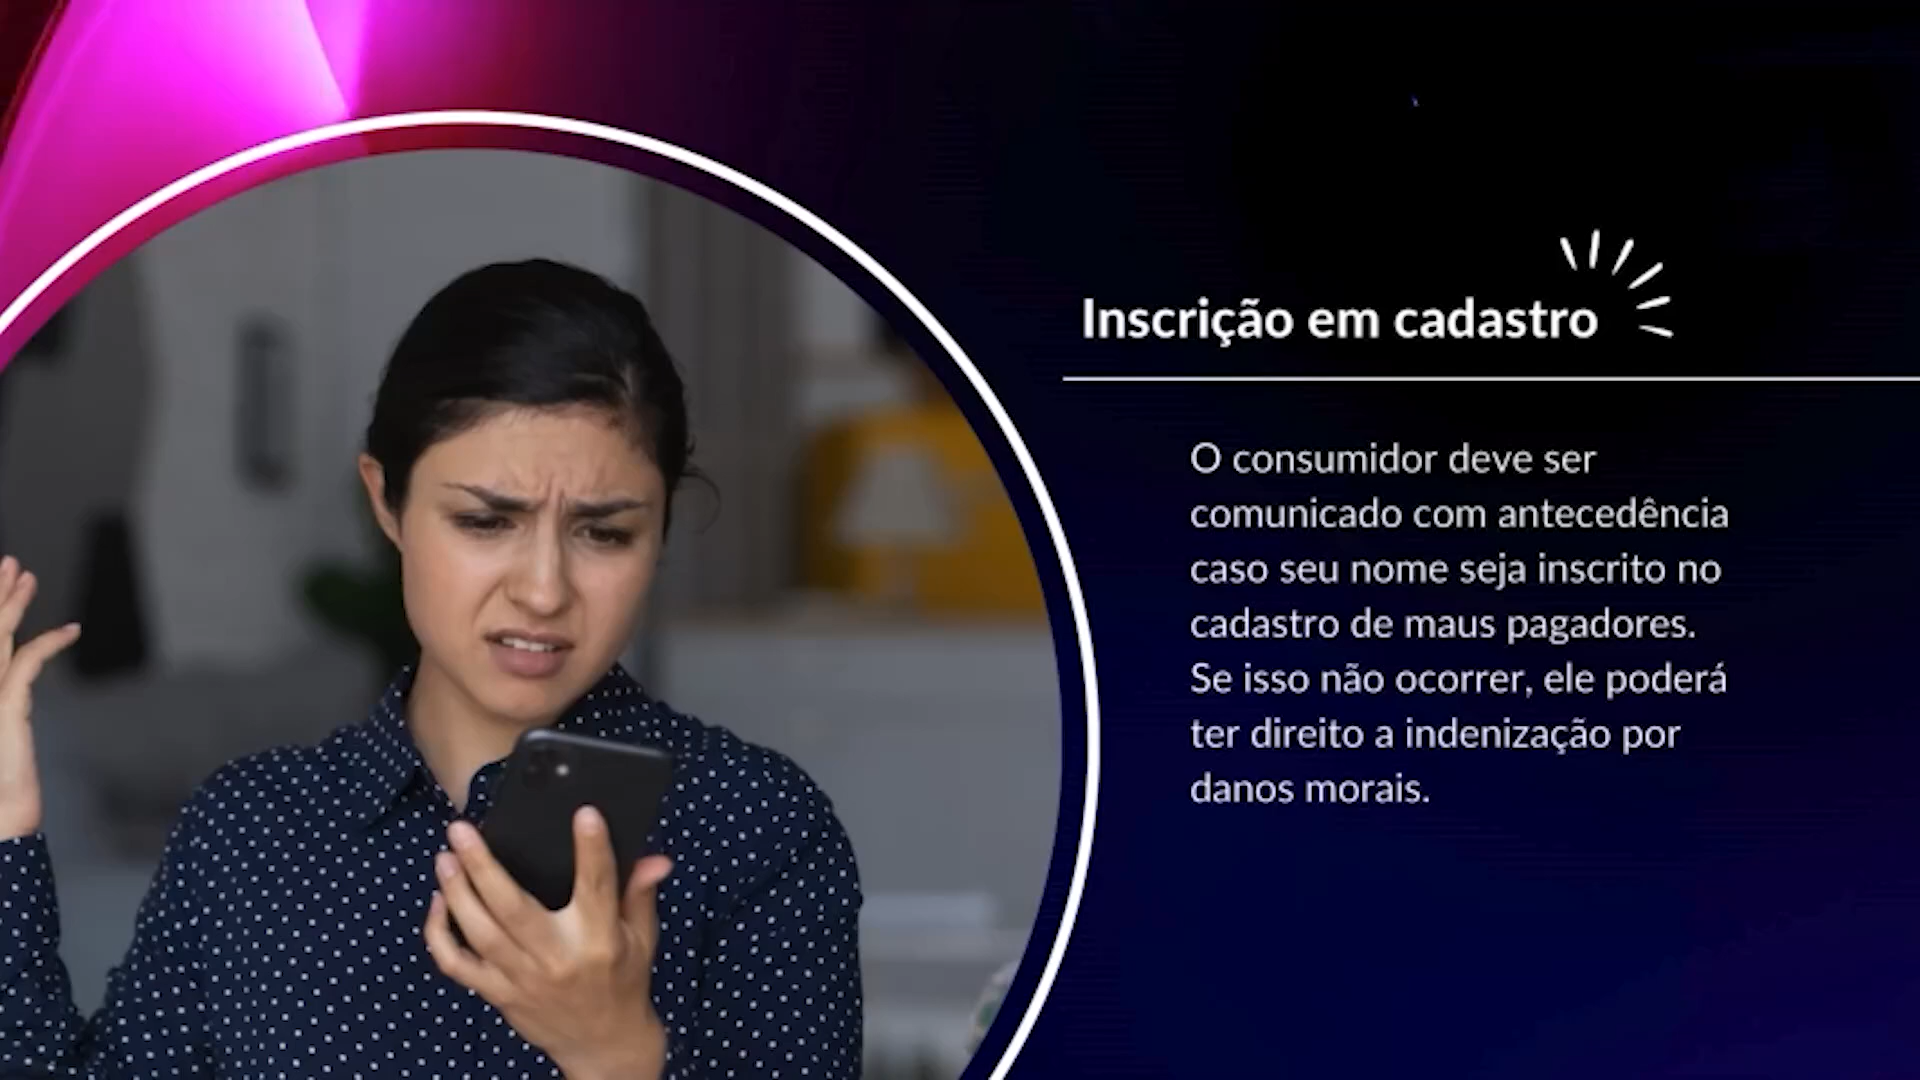 Inscrição em cadastro
O consumidor deve ser
comunicado com antecedência
caso seu nome seja inscrito no
cadastro de maus pagadores.
Se isso não ocorrer, ele poderá
ter direito a indenização por
danos morais.